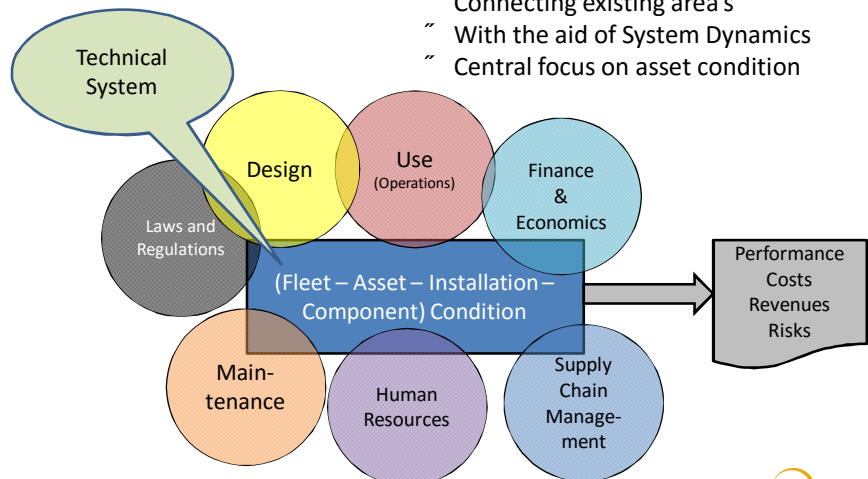 Connecting existing area's
˝ With the aid of System Dynamics
˝ Central focus on asset condition
Technical
System
Design
Use
(Operations)
Finance
&
Economics
Laws and
Regulations
(Fleet – Asset – Installation –
Component) Condition
Performance
Costs
Revenues
Risks
Main-
tenance
Human
Resources
Supply
Chain
Manage-
ment